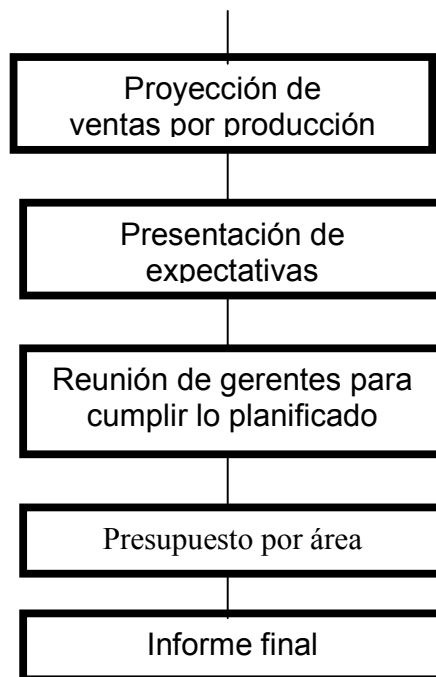 Proyección de
ventas por producción
Presentación de
expectativas
Reunión de gerentes para
cumplir lo planificado
Presupuesto por área
Informe final